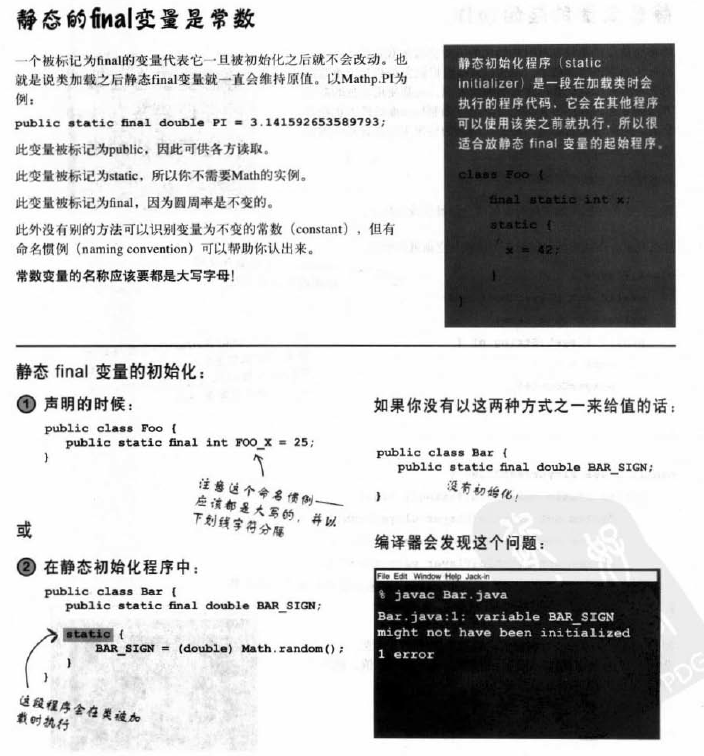 静态的final变量是常数
一个被标记为final的变量代表它一旦被初始化之后就不会改动。也
就是说类加载之后静态final变量就一直会维持原值。以Mathp.PI为
例：
public static final double PI = 3.141592653589793;
此变量被标记为public，因此可供各方读取。
此变量被标记为static，所以你不需要Math的实例。
此变量被标记为final，因为圆周率是不变的。
此外没有别的方法可以识别变量为不变的常数（constant），但有
命名惯例（naming convention）可以帮助你认出来。
常数变量的名称应该要都是大写字母！
静态初始化程序（static
initializer）是一段在加载类时会
执行的程序代码，它会在其他程序
可以使用该类之前就执行，所以很
适合放静态 final 变量的起始程序。
class Foo {
final static int x;
static {
x = 42;
}
}
静态 final 变量的初始化：
① 声明的时候：
public class Foo {
public static final int FOO_X = 25;
}
注意这个命名惯例——
应该都是大写的，并以
下划线字符分隔
或
② 在静态初始化程序中：
public class Bar {
public static final double BAR_SIGN;
static {
BAR_SIGN = (double) Math.random();
}
}
这段程序会在类被加
载时执行
如果你没有以这两种方式之一来给值的话：
public class Bar {
public static final double BAR_SIGN;
}
没有初始化！
编译器会发现这个问题：
File Edit Window Help Jack-in
% javac Bar.java
Bar.java:1: variable BAR_SIGN
might not have been initialized
1 error
PDG